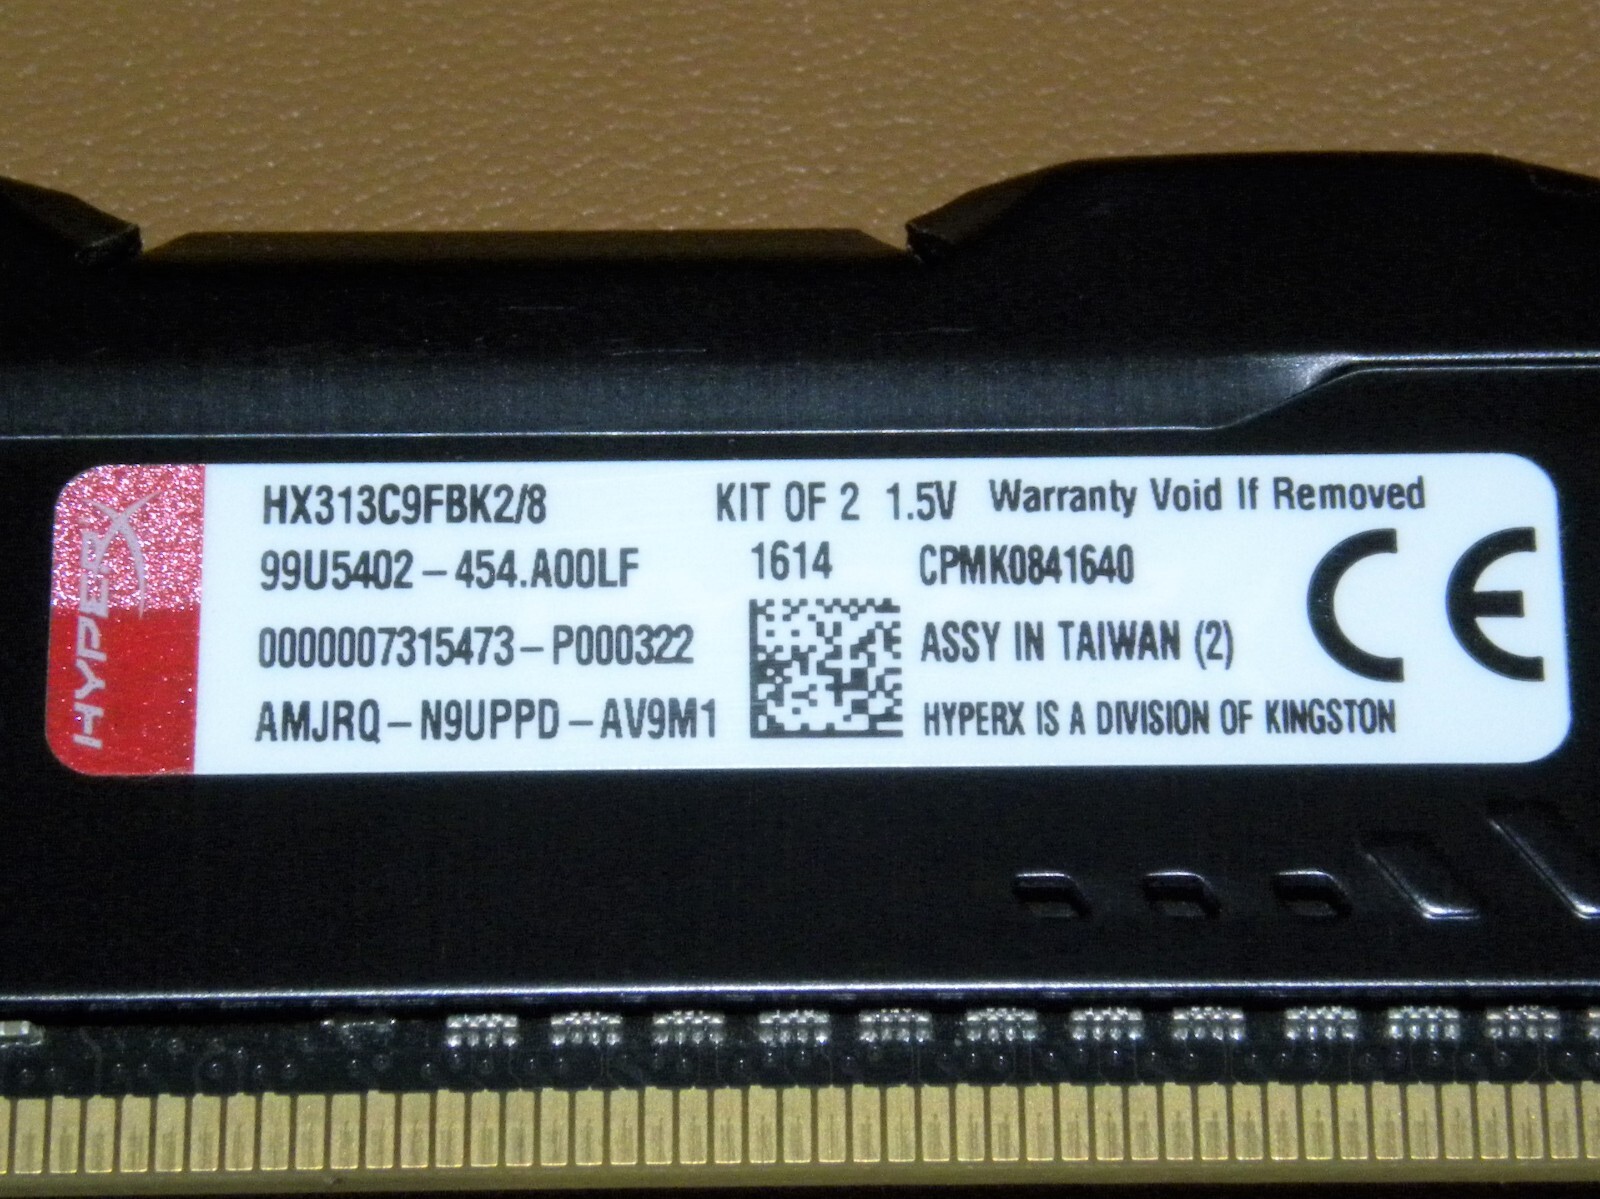 HYPERX
HX313C9FBK2/8 KIT OF 2 1.5V Warranty Void If Removed
99U5402-454.A00LF 1614 CPMK0841640
0000007315473-P000322 ASSY IN TAIWAN (2)
AMJRQ-N9UPPD-AV9M1 HYPERX IS A DIVISION OF KINGSTON
CE